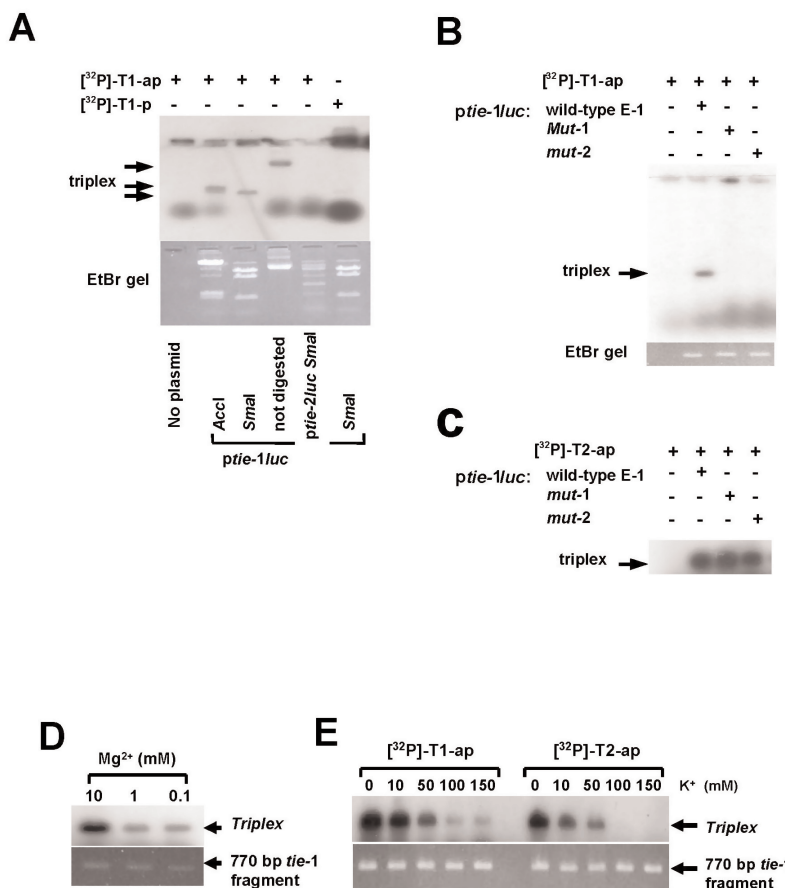 A
[³²P]-T1-ap + + + + + -
[³²P]-T1-p - - - - - +
triplex
EtBr gel
No plasmid
AccI
SmaI
not digested
ptie-2luc SmaI
SmaI
ptie-1luc
B
[³²P]-T1-ap + + + +
ptie-1luc: wild-type E-1 - + - -
Mut-1 - - + -
mut-2 - - - +
triplex
EtBr gel
C
[³²P]-T2-ap + + + +
ptie-1luc: wild-type E-1 - + - -
mut-1 - - + -
mut-2 - - - +
triplex
D
Mg²⁺ (mM)
10 1 0.1
Triplex
770 bp tie-1
fragment
E
[³²P]-T1-ap [³²P]-T2-ap
0 10 50 100 150 0 10 50 100 150 K⁺ (mM)
Triplex
770 bp tie-
fragment